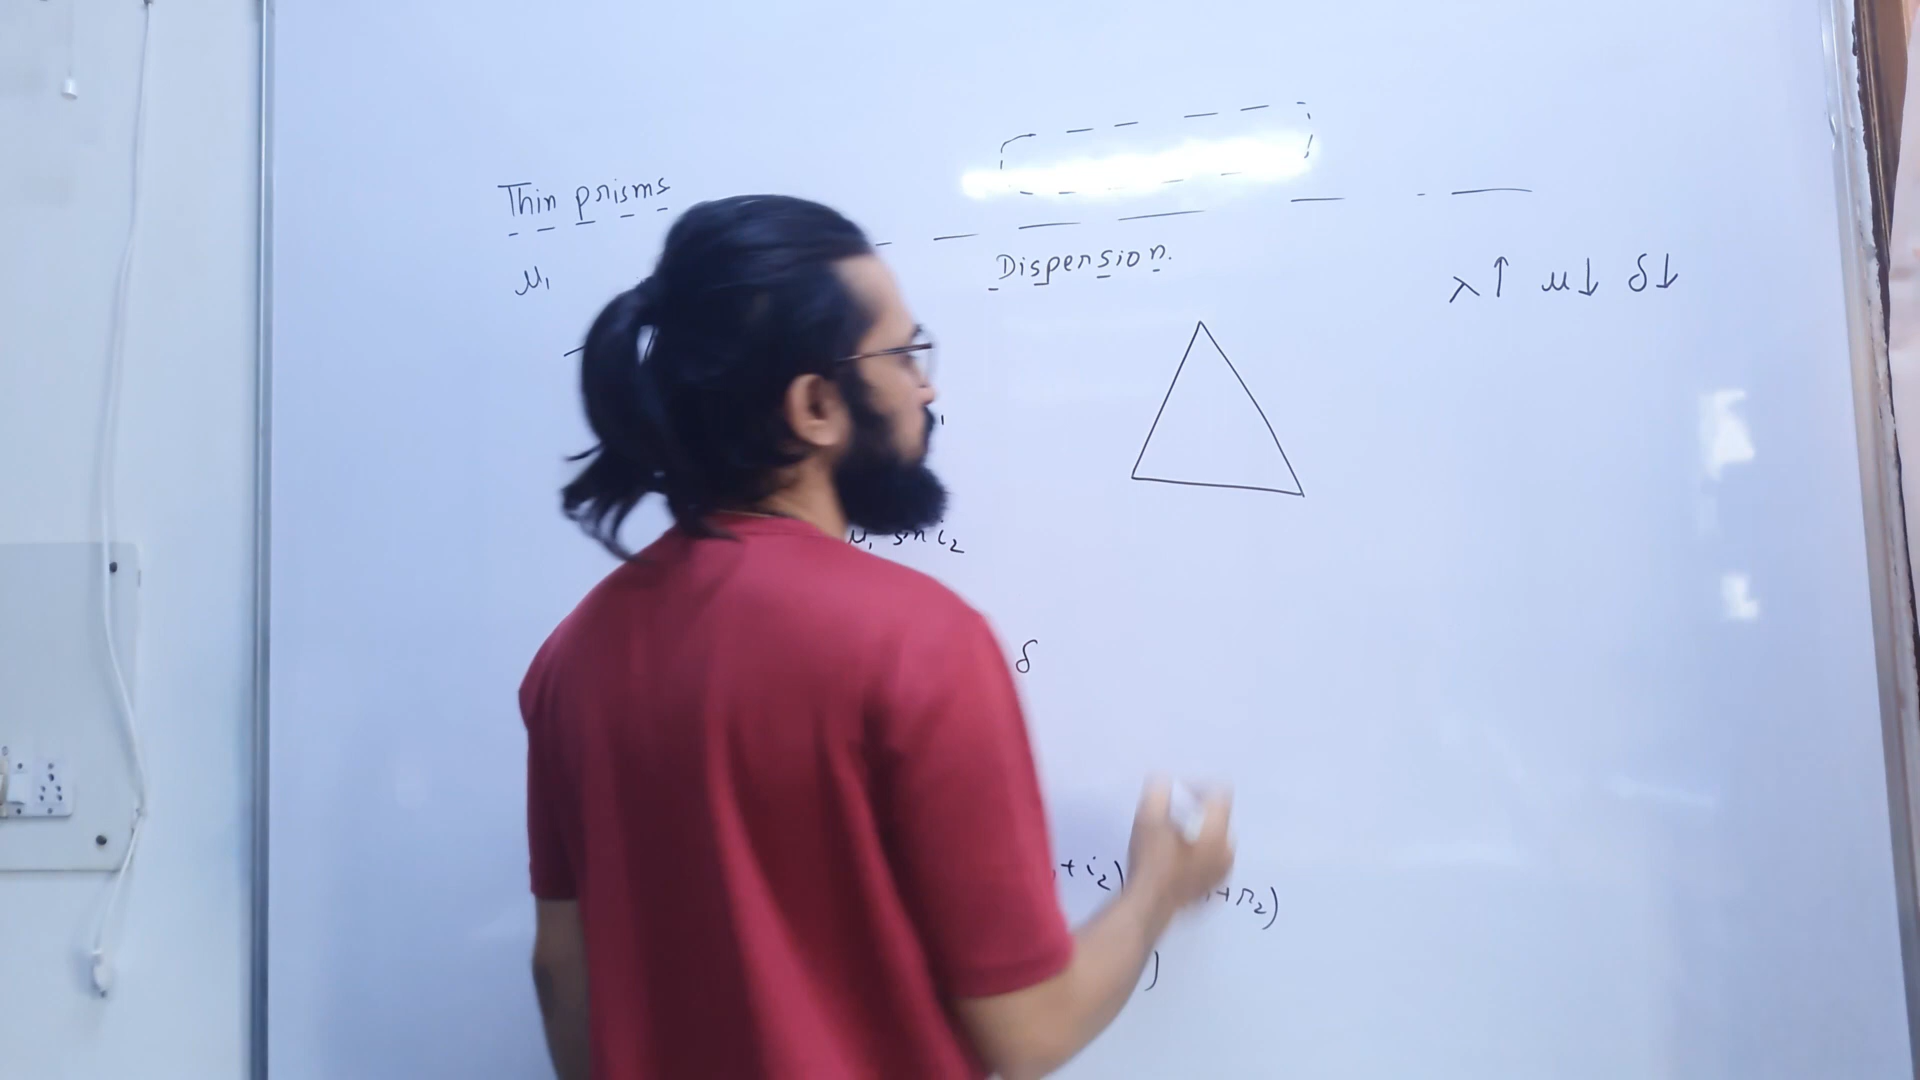 Thin prisms
μ₁
μ₁ sin i₂
δ
+ i₂)
+ r₂)
)
Dispersion.
λ↑ μ↓ δ↓